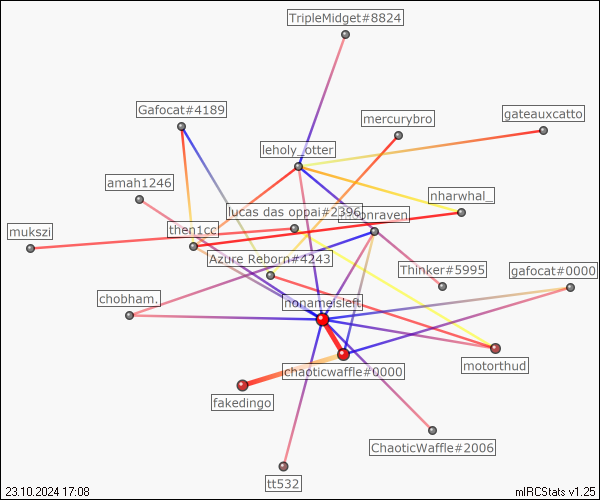 TripleMidget#8824
Gafocat#4189
mercurybro
gateauxcatto
leholy_otter
amah1246
nharwhal_
lucas das oppai#2396
onraven
then1cc
mukszi
Azure Reborn#4243
Thinker#5995
gafocat#0000
chobham.
nonameisleft
motorthud
chaoticwaffle#0000
fakedingo
ChaoticWaffle#2006
tt532
23.10.2024 17:08
mIRCStats v1.25